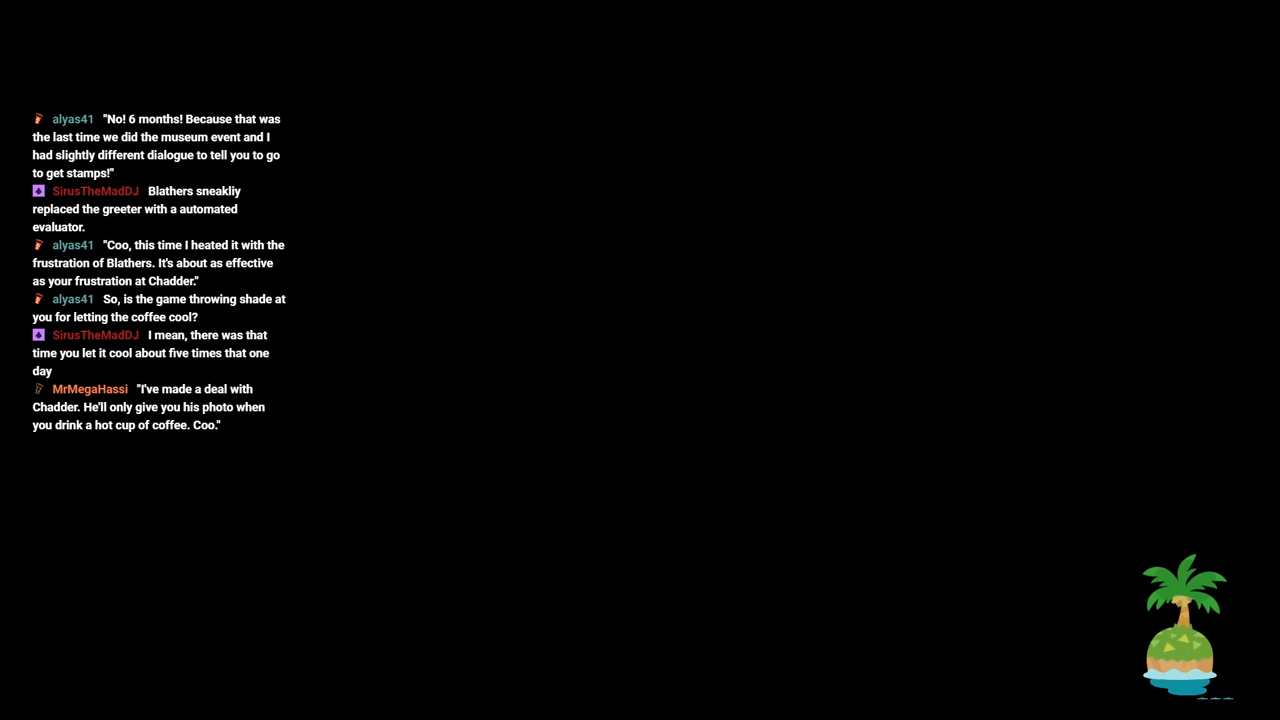 alyas41 "No! 6 months! Because that was
the last time we did the museum event and I
had slightly different dialogue to tell you to go
to get stamps!"
SirusTheMadDJ Blathers sneakliy
replaced the greeter with a automated
evaluator.
alyas41 "Coo, this time I heated it with the
frustration of Blathers. It's about as effective
as your frustration at Chadder."
alyas41 So, is the game throwing shade at
you for letting the coffee cool?
SirusTheMadDJ I mean, there was that
time you let it cool about five times that one
day
MrMegaHassi "I've made a deal with
Chadder. He'll only give you his photo when
you drink a hot cup of coffee. Coo."